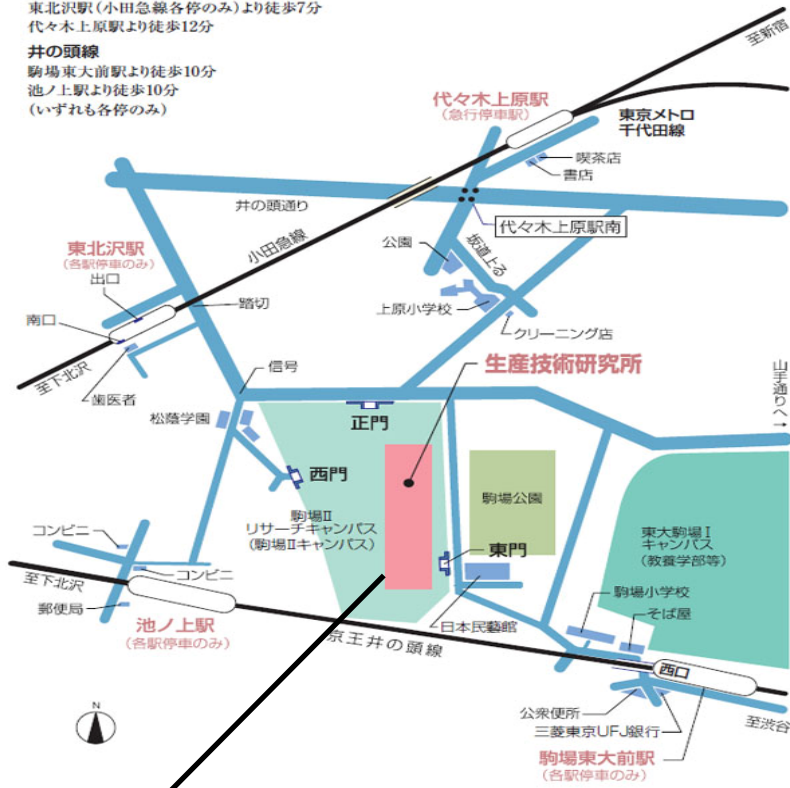 東北沢駅（小田急線各停のみ）より徒歩7分
代々木上原駅より徒歩12分
井の頭線
駒場東大前駅より徒歩10分
池ノ上駅より徒歩10分
（いずれも各停のみ）
至新宿
代々木上原駅
（急行停車駅）
東京メトロ
千代田線
喫茶店
書店
井の頭通り
代々木上原駅南
東北沢駅
（各駅停車のみ）
小田急線
公園
坂道上る
出口
踏切
上原小学校
南口
クリーニング店
至下北沢
歯医者
信号
生産技術研究所
山手通りへ→
松蔭学園
正門
西門
駒場公園
駒場Ⅱ
リサーチキャンパス
（駒場Ⅱキャンパス）
東大駒場Ⅰ
キャンパス
（教養学部等）
コンビニ
東門
コンビニ
至下北沢
駒場小学校
郵便局
そば屋
池ノ上駅
（各駅停車のみ）
日本民藝館
京王井の頭線
西口
N
公衆便所
至渋谷
三菱東京UFJ銀行
駒場東大前駅
（各駅停車のみ）